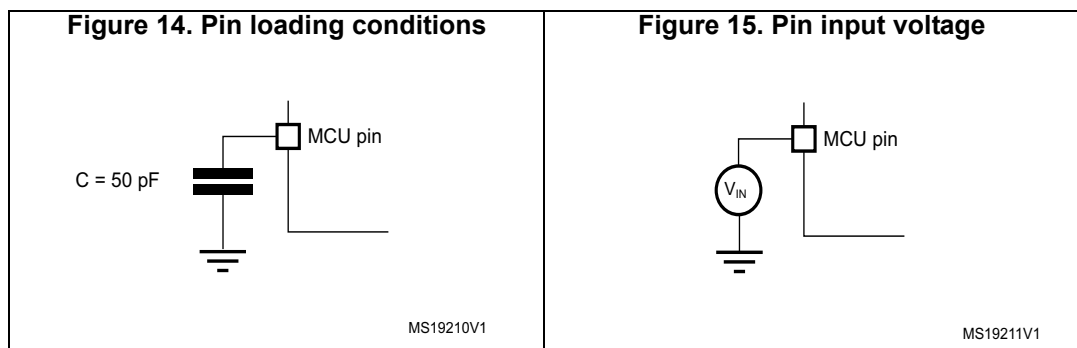 Figure 14. Pin loading conditions
MCU pin
C = 50 pF
MS19210V1
Figure 15. Pin input voltage
MCU pin
VIN
MS19211V1